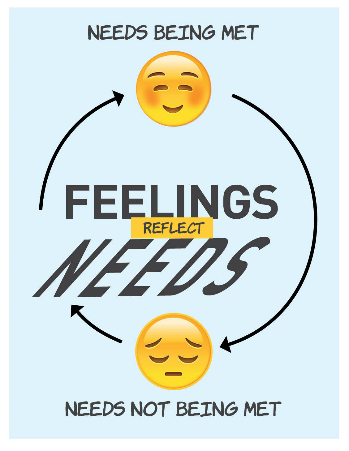 NEEDS BEING MET
FEELINGS
REFLECT
NEEDS
NEEDS NOT BEING MET